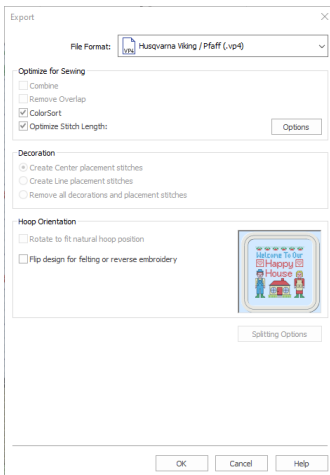 Export
File Format: VP4 Husqvarna Viking / Pfaff (.vp4)
Optimize for Sewing
Combine
Remove Overlap
ColorSort
Optimize Stitch Length: Options
Decoration
Create Center placement stitches
Create Line placement stitches
Remove all decorations and placement stitches
Hoop Orientation
Rotate to fit natural hoop position
Flip design for felting or reverse embroidery
Welcome To Our
Happy
House
Splitting Options
OK Cancel Help